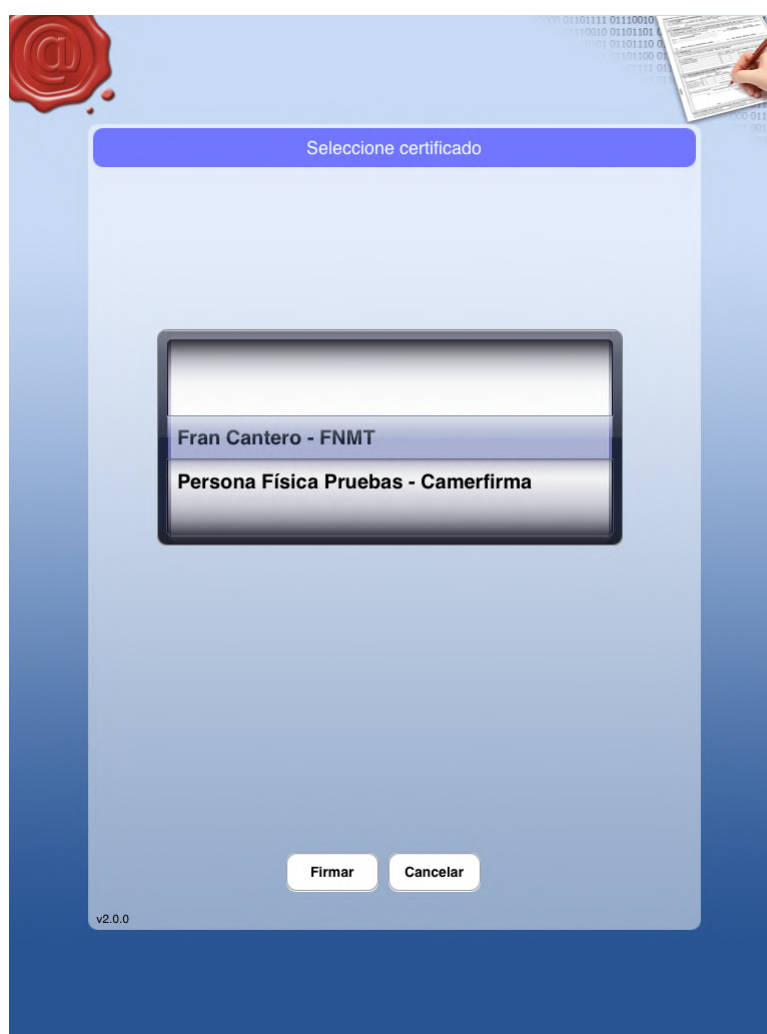 Seleccione certificado
Fran Cantero - FNMT
Persona Física Pruebas - Camerfirma
Firmar
Cancelar
v2.0.0